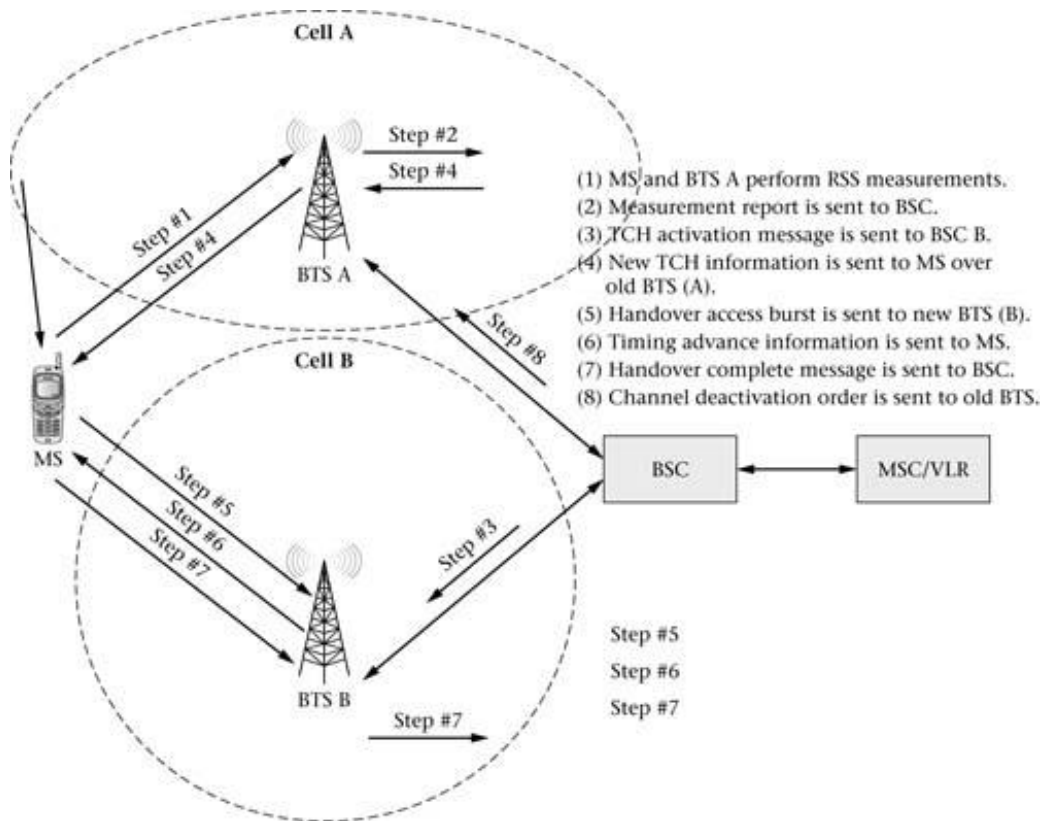 Cell A
Step #2
Step #4
Step #1
Step #4
BTS A
(1) MS and BTS A perform RSS measurements.
(2) Measurement report is sent to BSC.
(3) TCH activation message is sent to BSC B.
(4) New TCH information is sent to MS over
old BTS (A).
(5) Handover access burst is sent to new BTS (B).
(6) Timing advance information is sent to MS.
(7) Handover complete message is sent to BSC.
(8) Channel deactivation order is sent to old BTS.
Step #8
Cell B
MS
BSC
MSC/VLR
Step #5
Step #6
Step #7
Step #3
BTS B
Step #7
Step #5
Step #6
Step #7